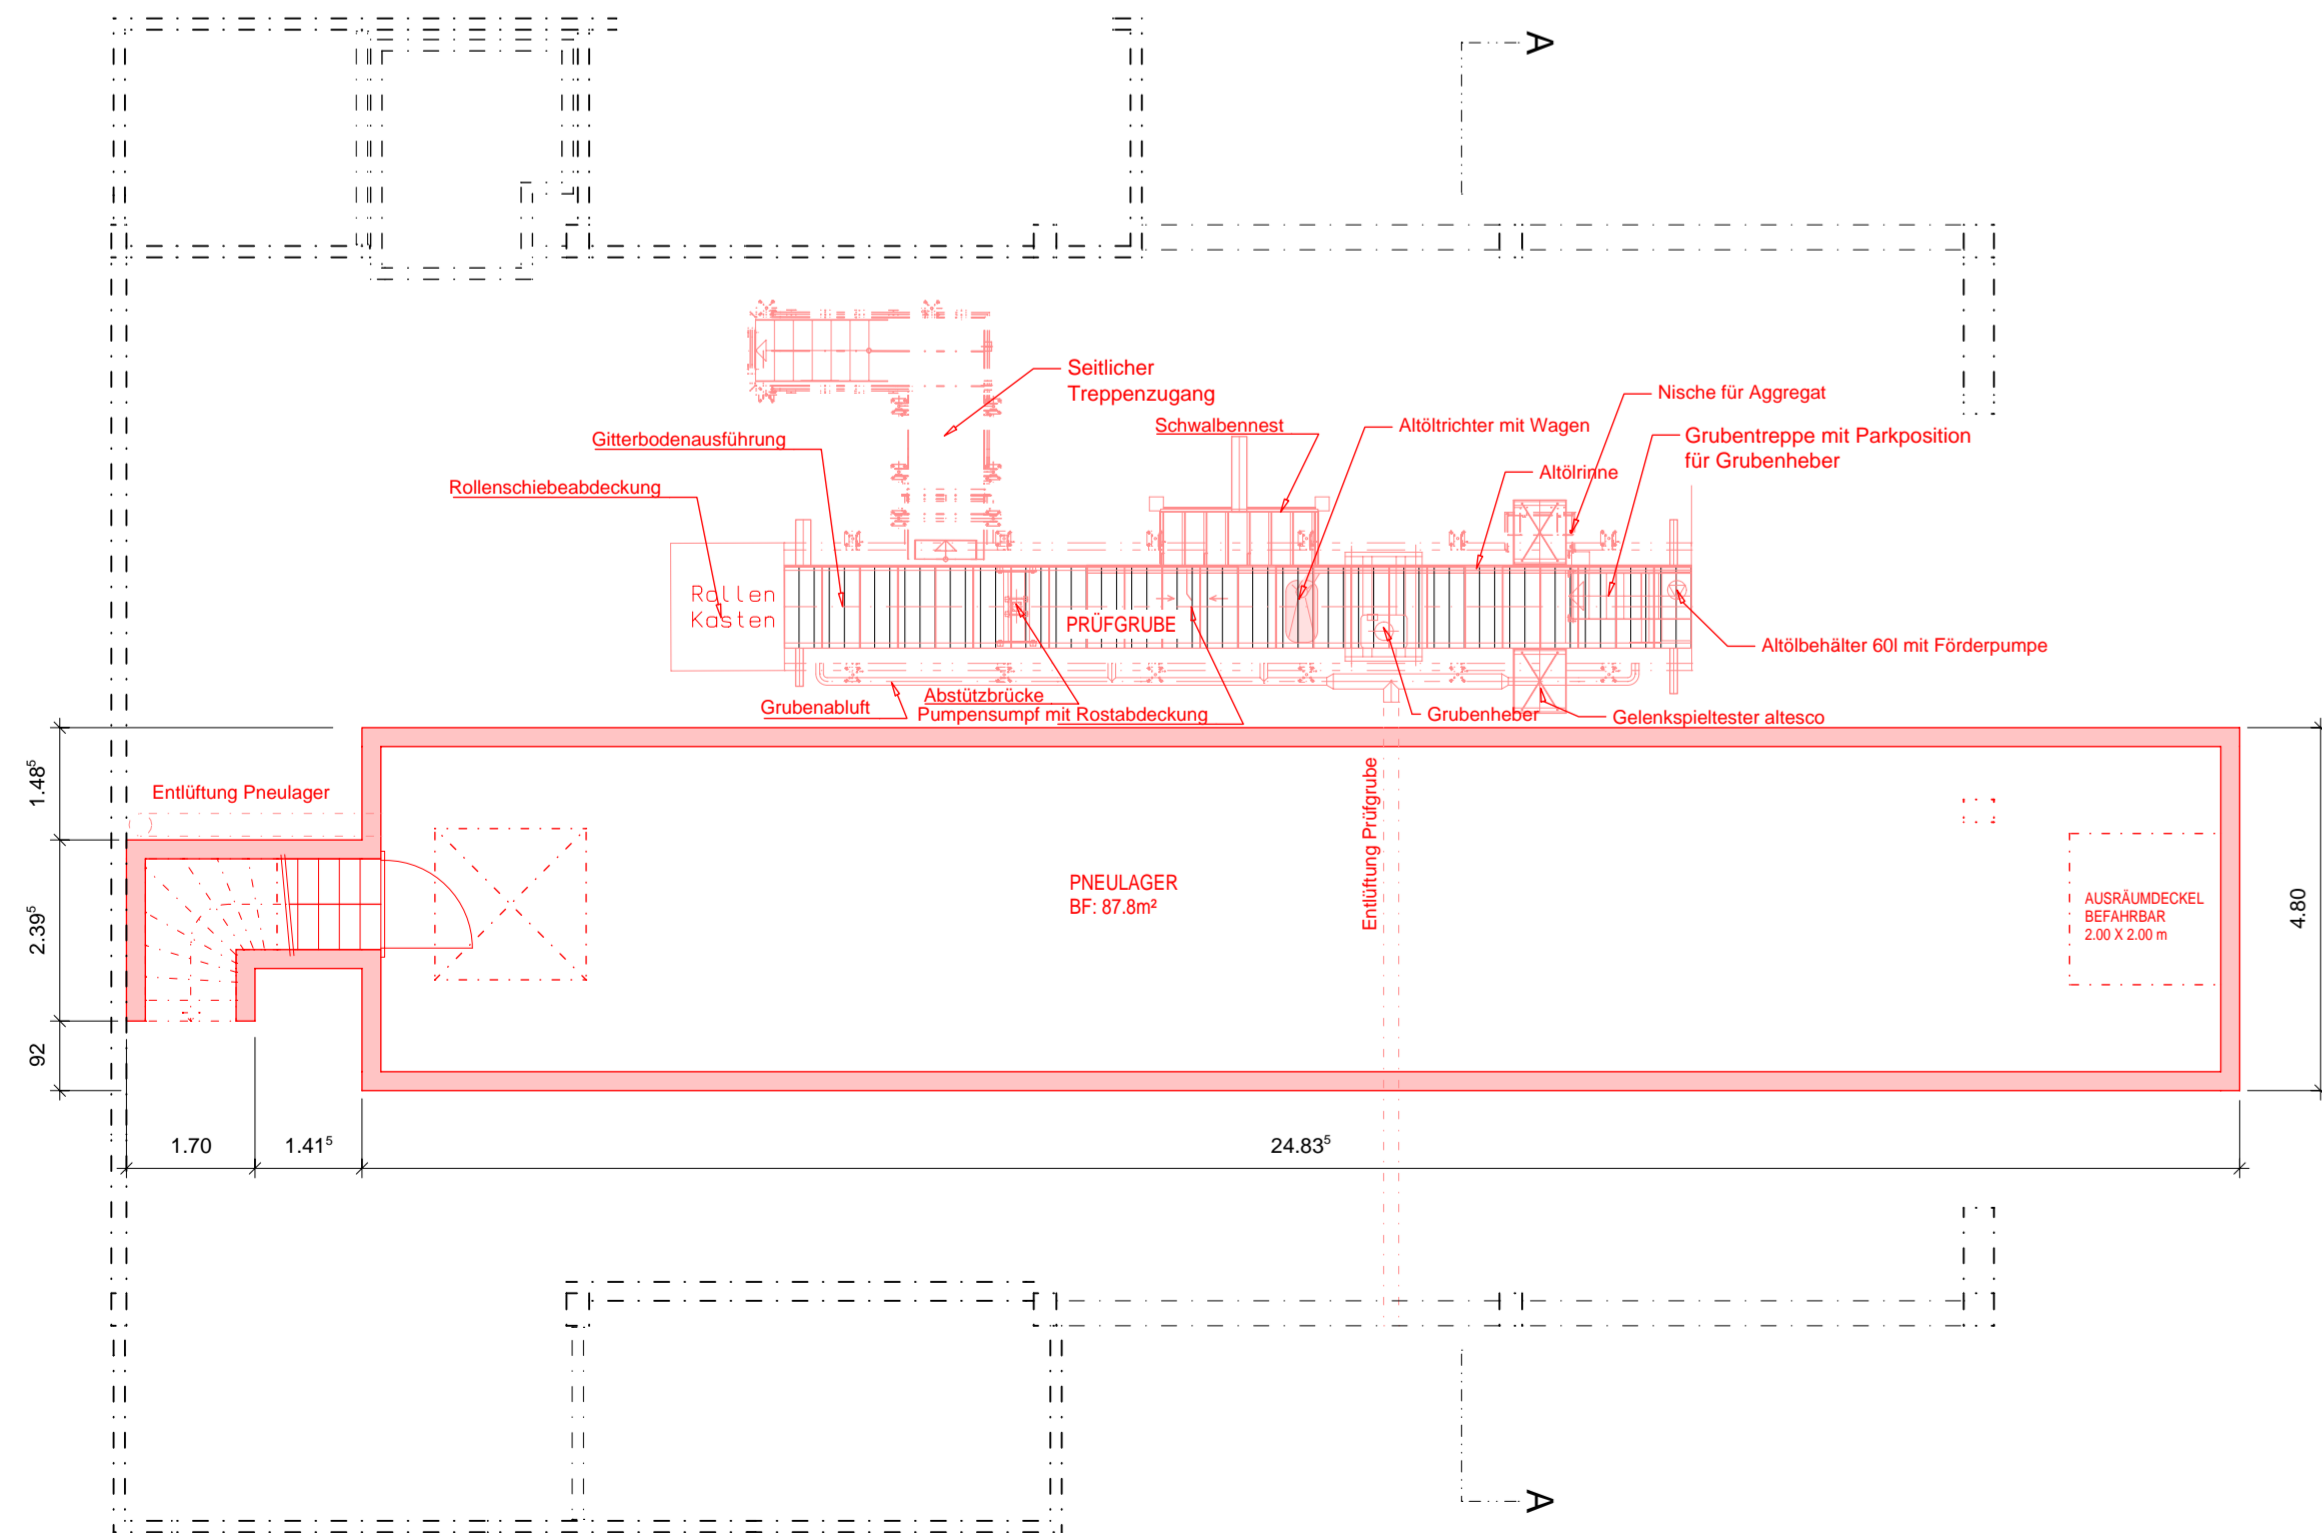 A
Seitlicher
Treppenzugang
Nische für Aggregat
Schwalbennest
Altöltrichter mit Wagen
Gitterbodenausführung
Grubentreppe mit Parkposition
für Grubenheber
Altölrinne
Rollenschiebeabdeckung
Rollen
Kasten
PRÜFGRUBE
Altölbehälter 60l mit Förderpumpe
Abstützbrücke
Grubenabluft
Pumpensumpf mit Rostabdeckung
Grubenheber
Gelenkspieltester altesco
1.48⁵
Entlüftung Pneulager
Entlüftung Prüfgrube
2.39⁵
PNEULAGER
BF: 87.8m²
AUSRÄUMDECKEL
BEFAHRBAR
2.00 X 2.00 m
4.80
92
1.70
1.41⁵
24.83⁵
A